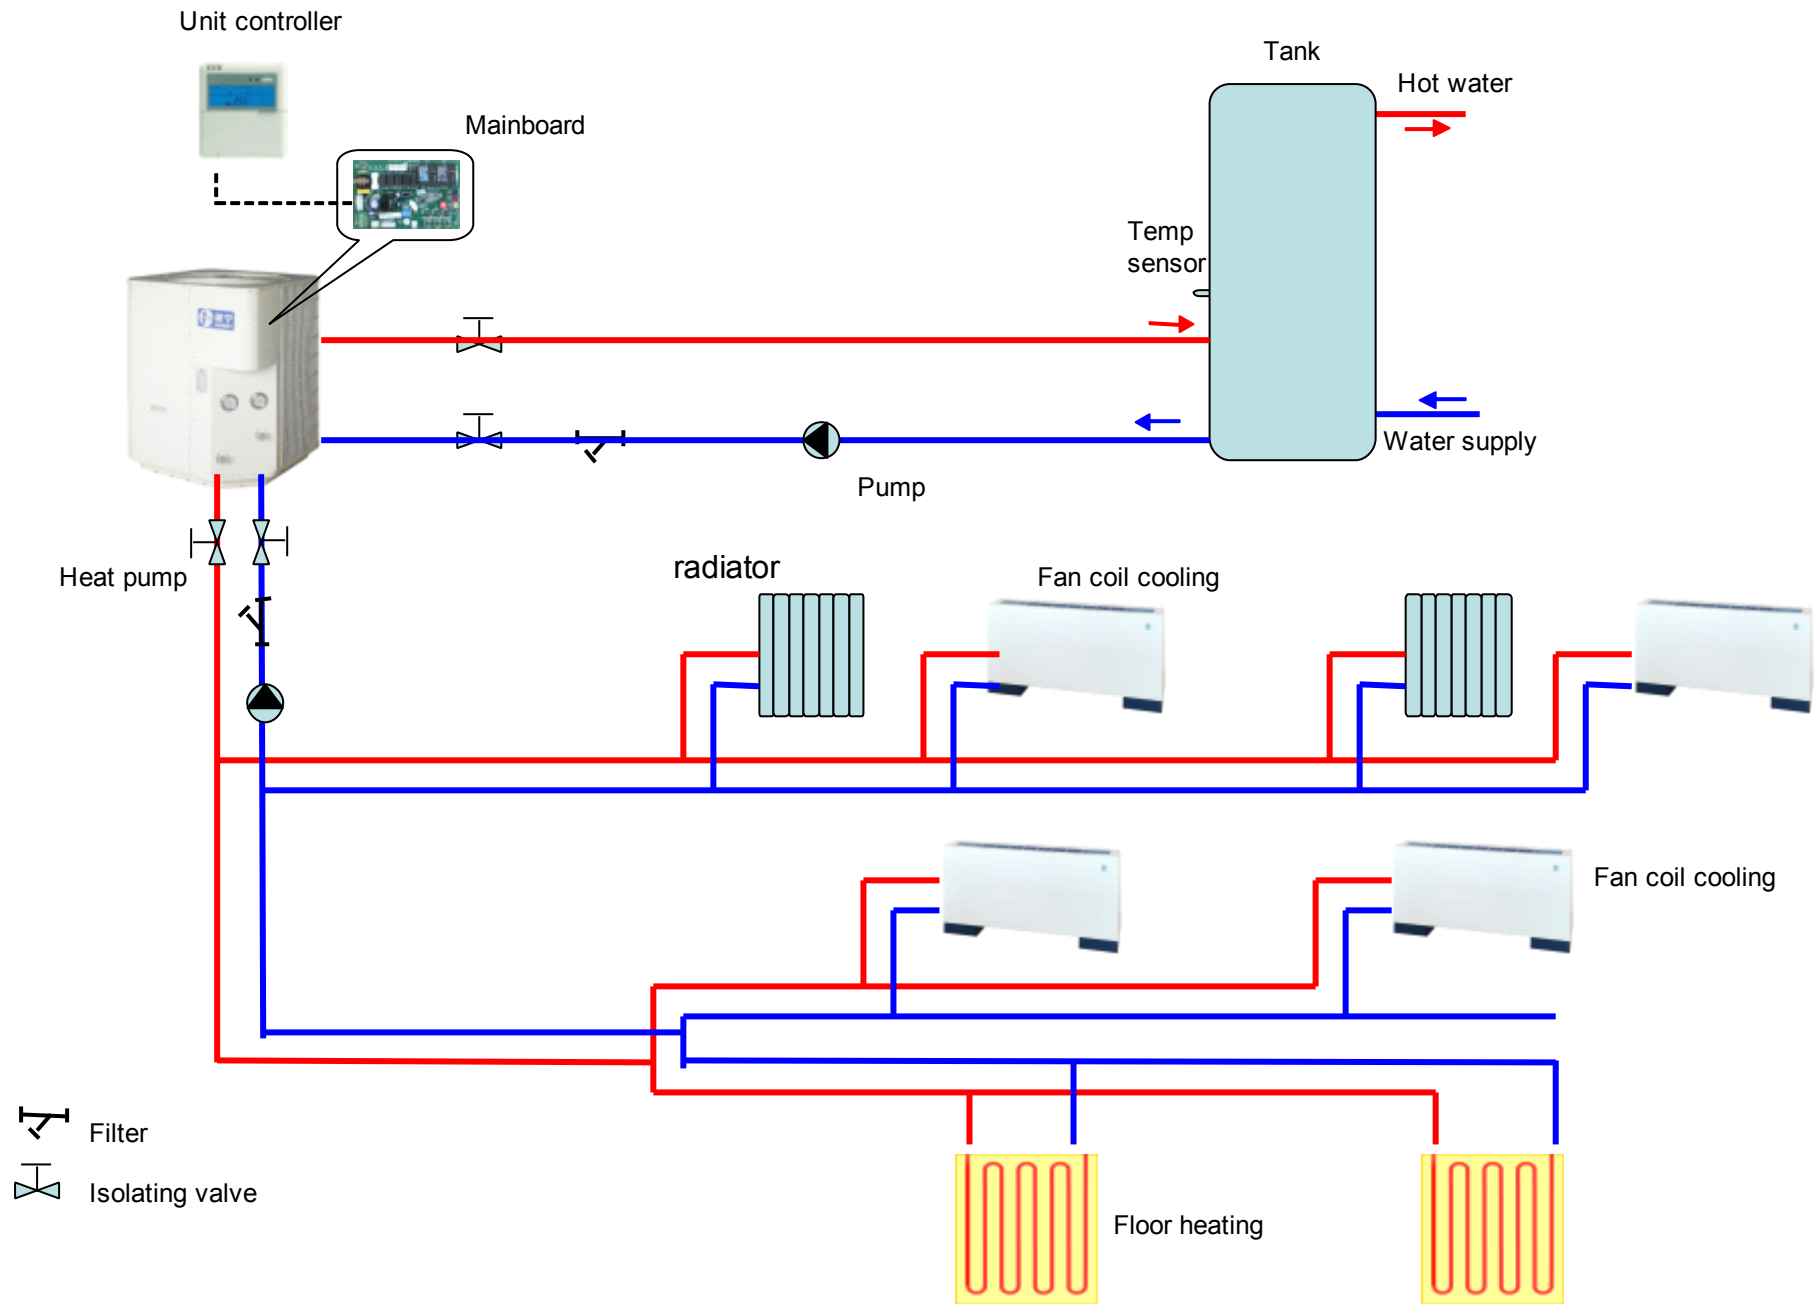 Unit controller
Tank
Hot water
Mainboard
Temp
sensor
Water supply
Pump
radiator
Fan coil cooling
Heat pump
Fan coil cooling
Filter
Isolating valve
Floor heating